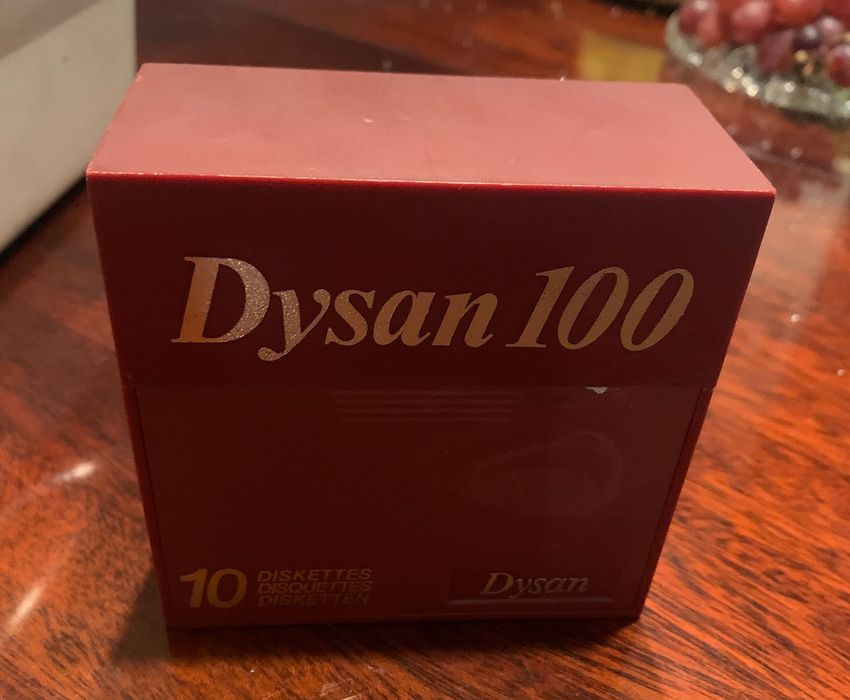 Dysan 100
10 DISKETTES
DISQUETTES
DISKETTEN
Dysan